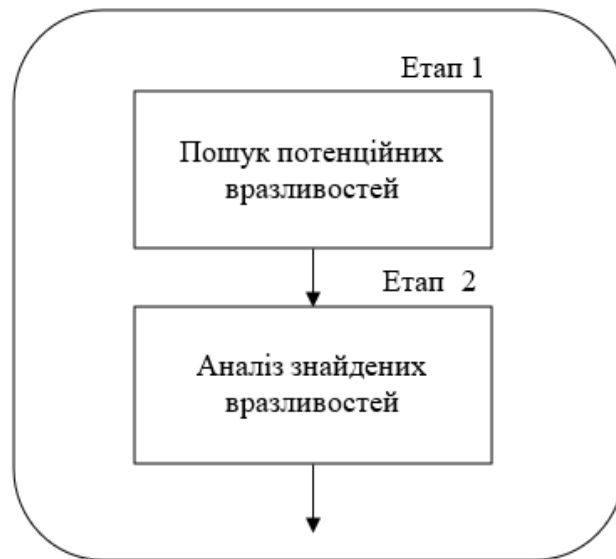 Етап 1
Пошук потенційних
вразливостей
Етап 2
Аналіз знайдених
вразливостей